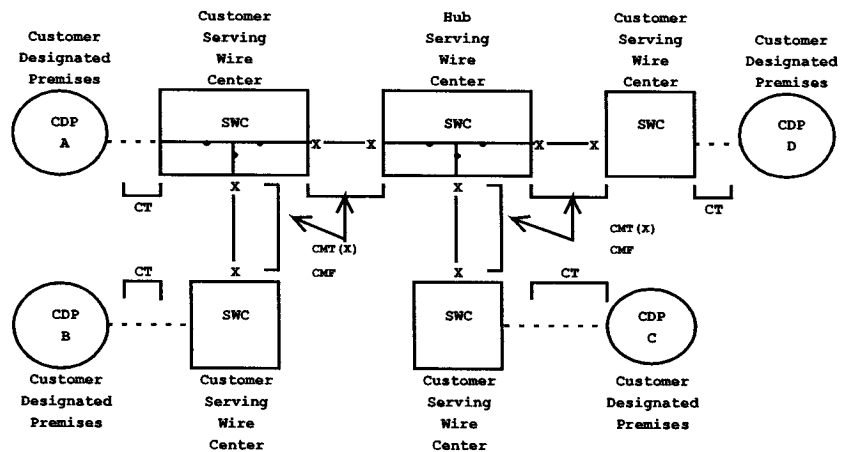 Customer
Serving
Wire
Center
Hub
Serving
Wire
Center
Customer
Serving
Wire
Center
Customer
Designated
Premises
Customer
Designated
Premises
CDP
A
SWC
SWC
SWC
CDP
D
X
X
X
X
X
X
CT
CT
CMT(X)
CMF
CMT(X)
CMF
X
X
CT
CT
CDP
B
SWC
SWC
CDP
C
Customer
Designated
Premises
Customer
Serving
Wire
Center
Customer
Serving
Wire
Center
Customer
Designated
Premises